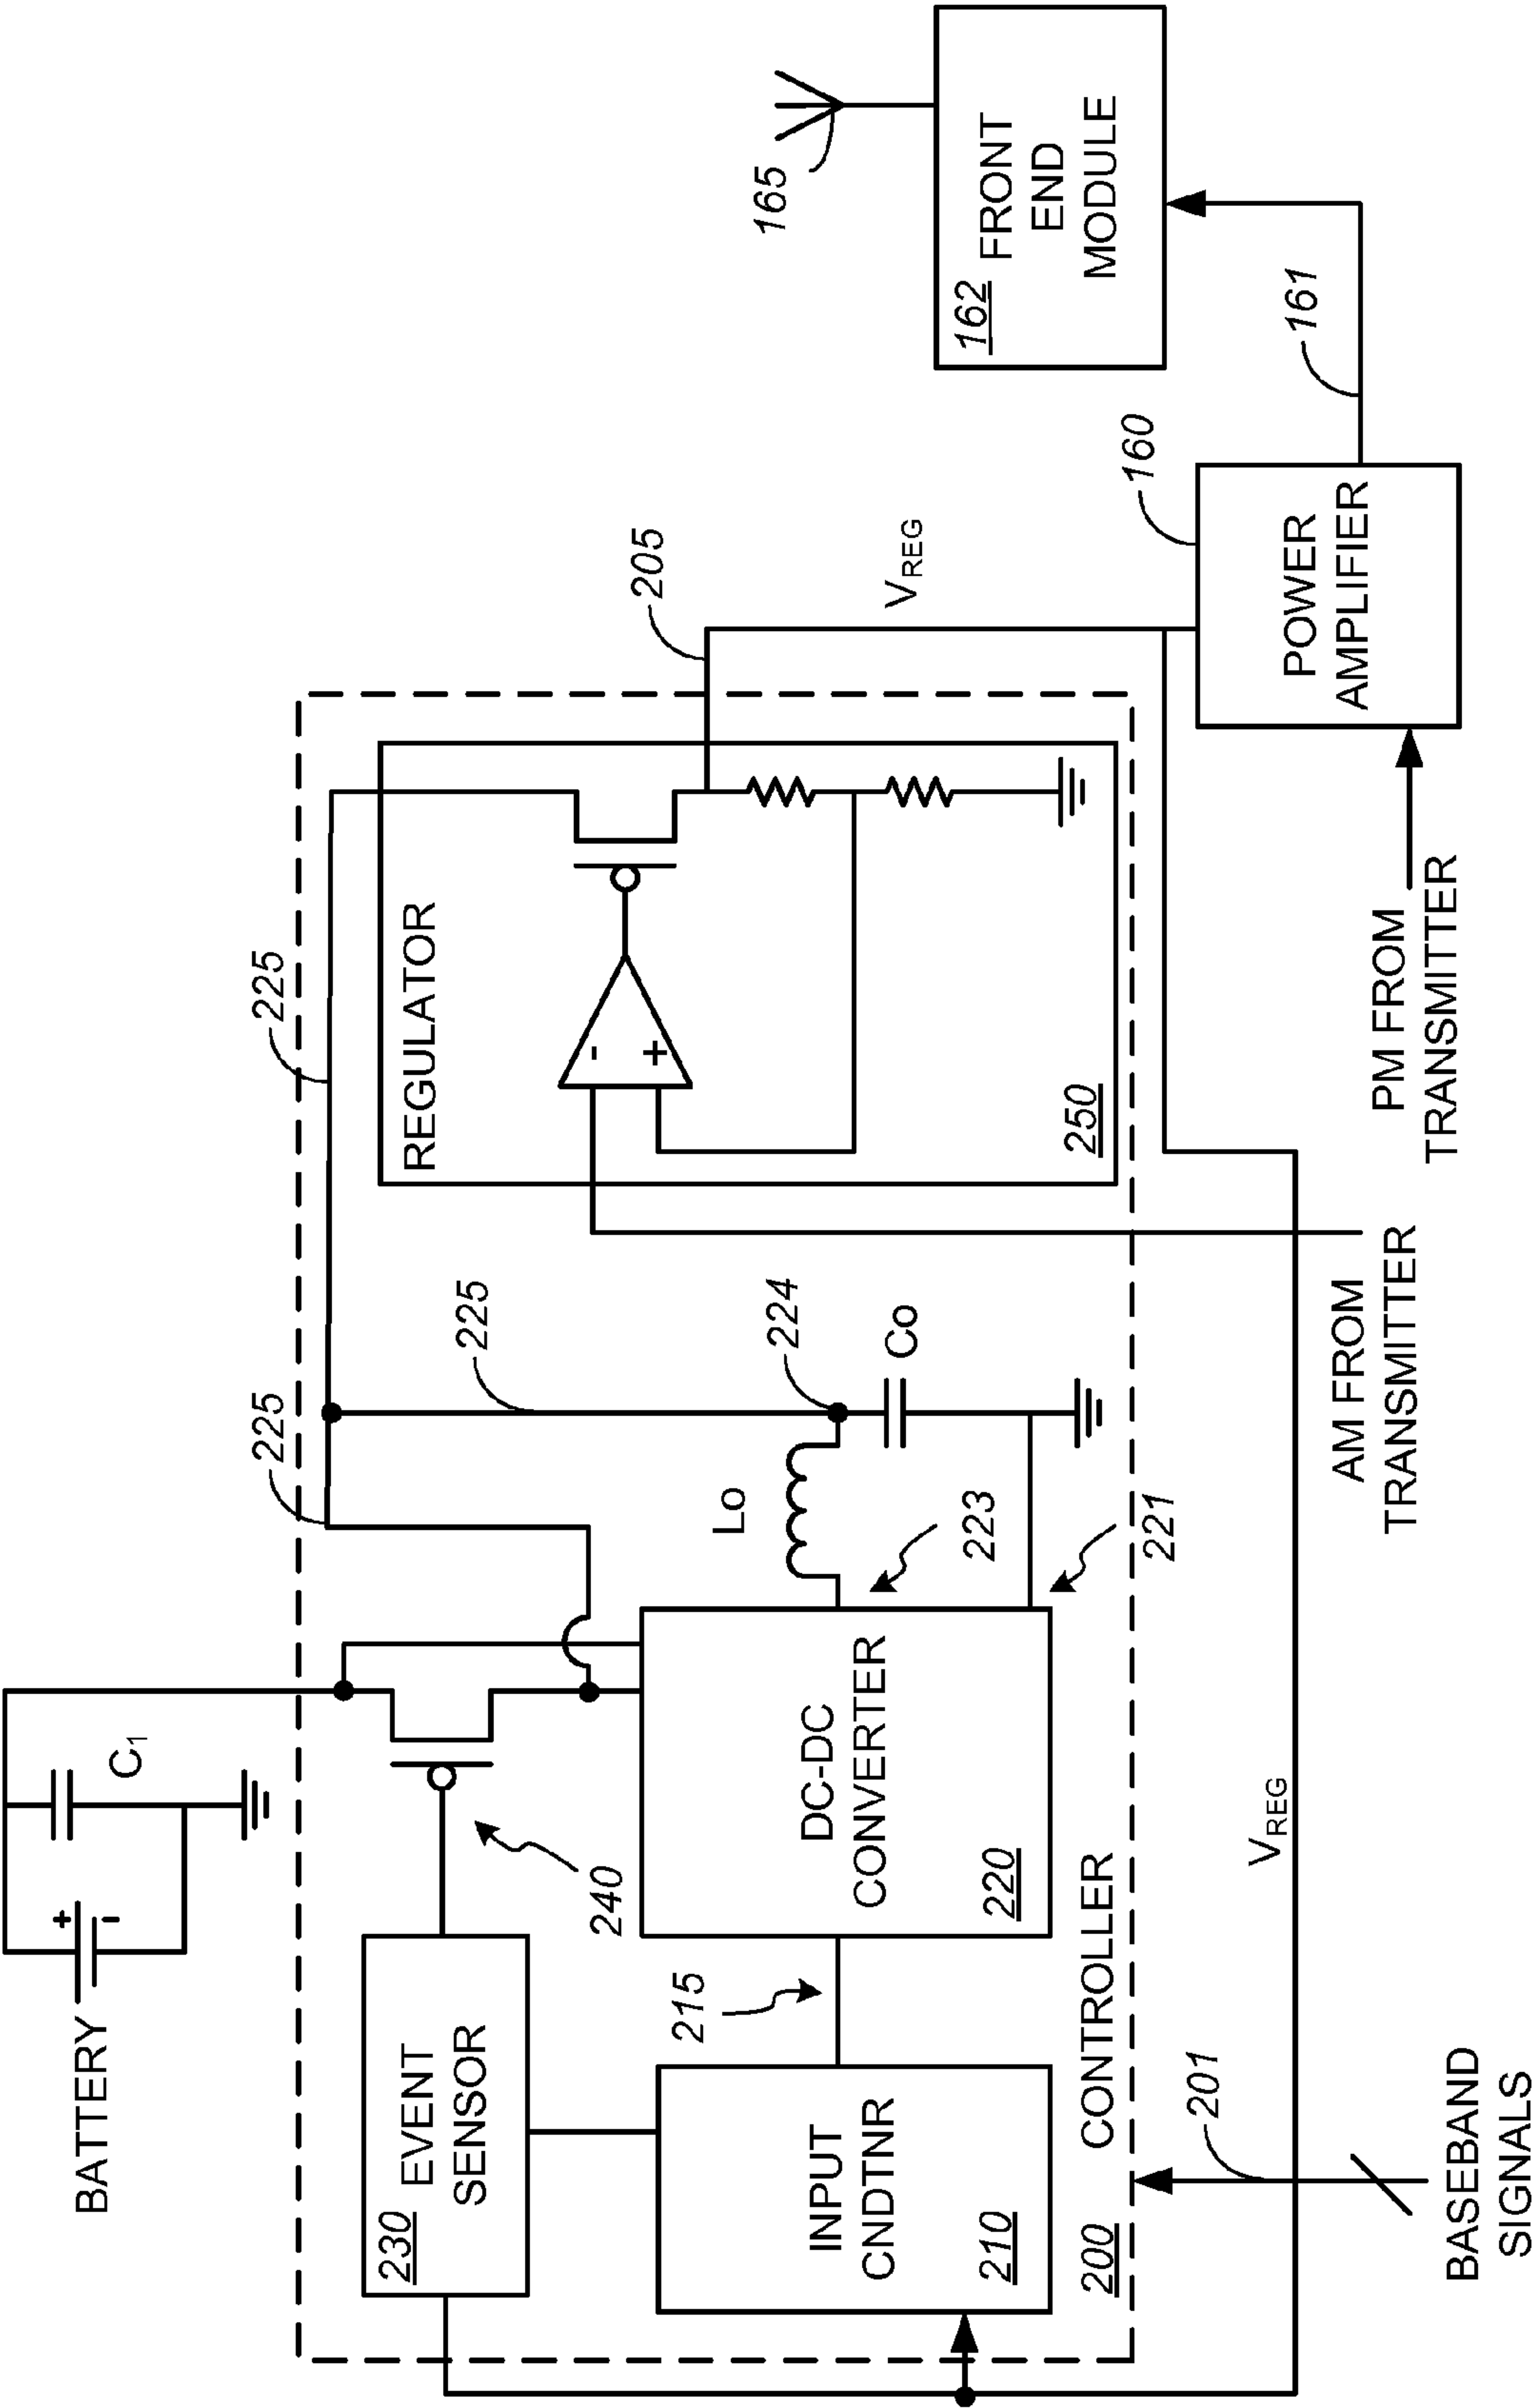 BATTERY
+
-
C1
225
225
205
165
162
FRONT
END
MODULE
230
EVENT
SENSOR
240
REGULATOR
-
+
250
225
224
Lo
Co
223
221
VREG
160
161
POWER
AMPLIFIER
215
DC-DC
CONVERTER
220
INPUT
CNDTNR
210
200
CONTROLLER
201
VREG
BASEBAND
SIGNALS
AM FROM
TRANSMITTER
PM FROM
TRANSMITTER